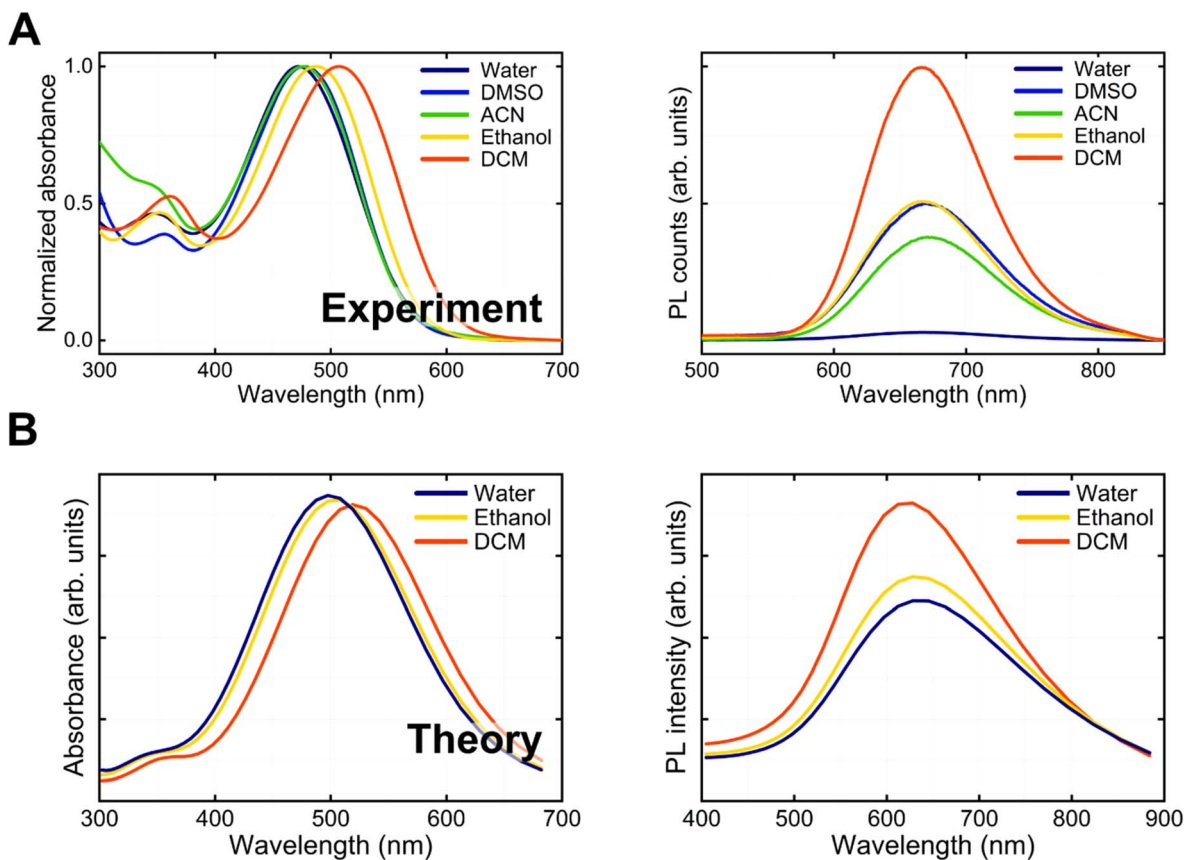 A
Normalized absorbance
1.0
0.5
0.0
Water
DMSO
ACN
Ethanol
DCM
Experiment
300 400 500 600 700
Wavelength (nm)
PL counts (arb. units)
Water
DMSO
ACN
Ethanol
DCM
500 600 700 800
Wavelength (nm)
B
Absorbance (arb. units)
Water
Ethanol
DCM
Theory
300 400 500 600 700
Wavelength (nm)
PL intensity (arb. units)
Water
Ethanol
DCM
400 500 600 700 800 900
Wavelength (nm)